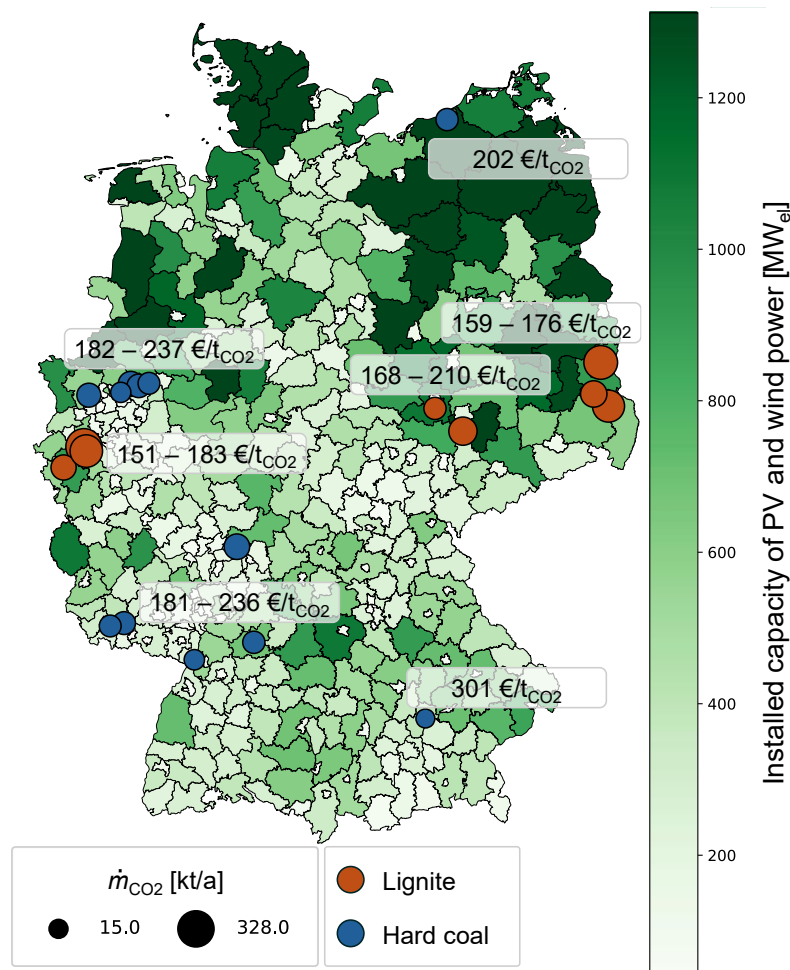 202 €/tCO2
159 – 176 €/tCO2
182 – 237 €/tCO2
168 – 210 €/tCO2
151 – 183 €/tCO2
181 – 236 €/tCO2
301 €/tCO2
1200
1000
800
600
400
200
Installed capacity of PV and wind power [MWel]
ṁCO2 [kt/a]
15.0
328.0
Lignite
Hard coal